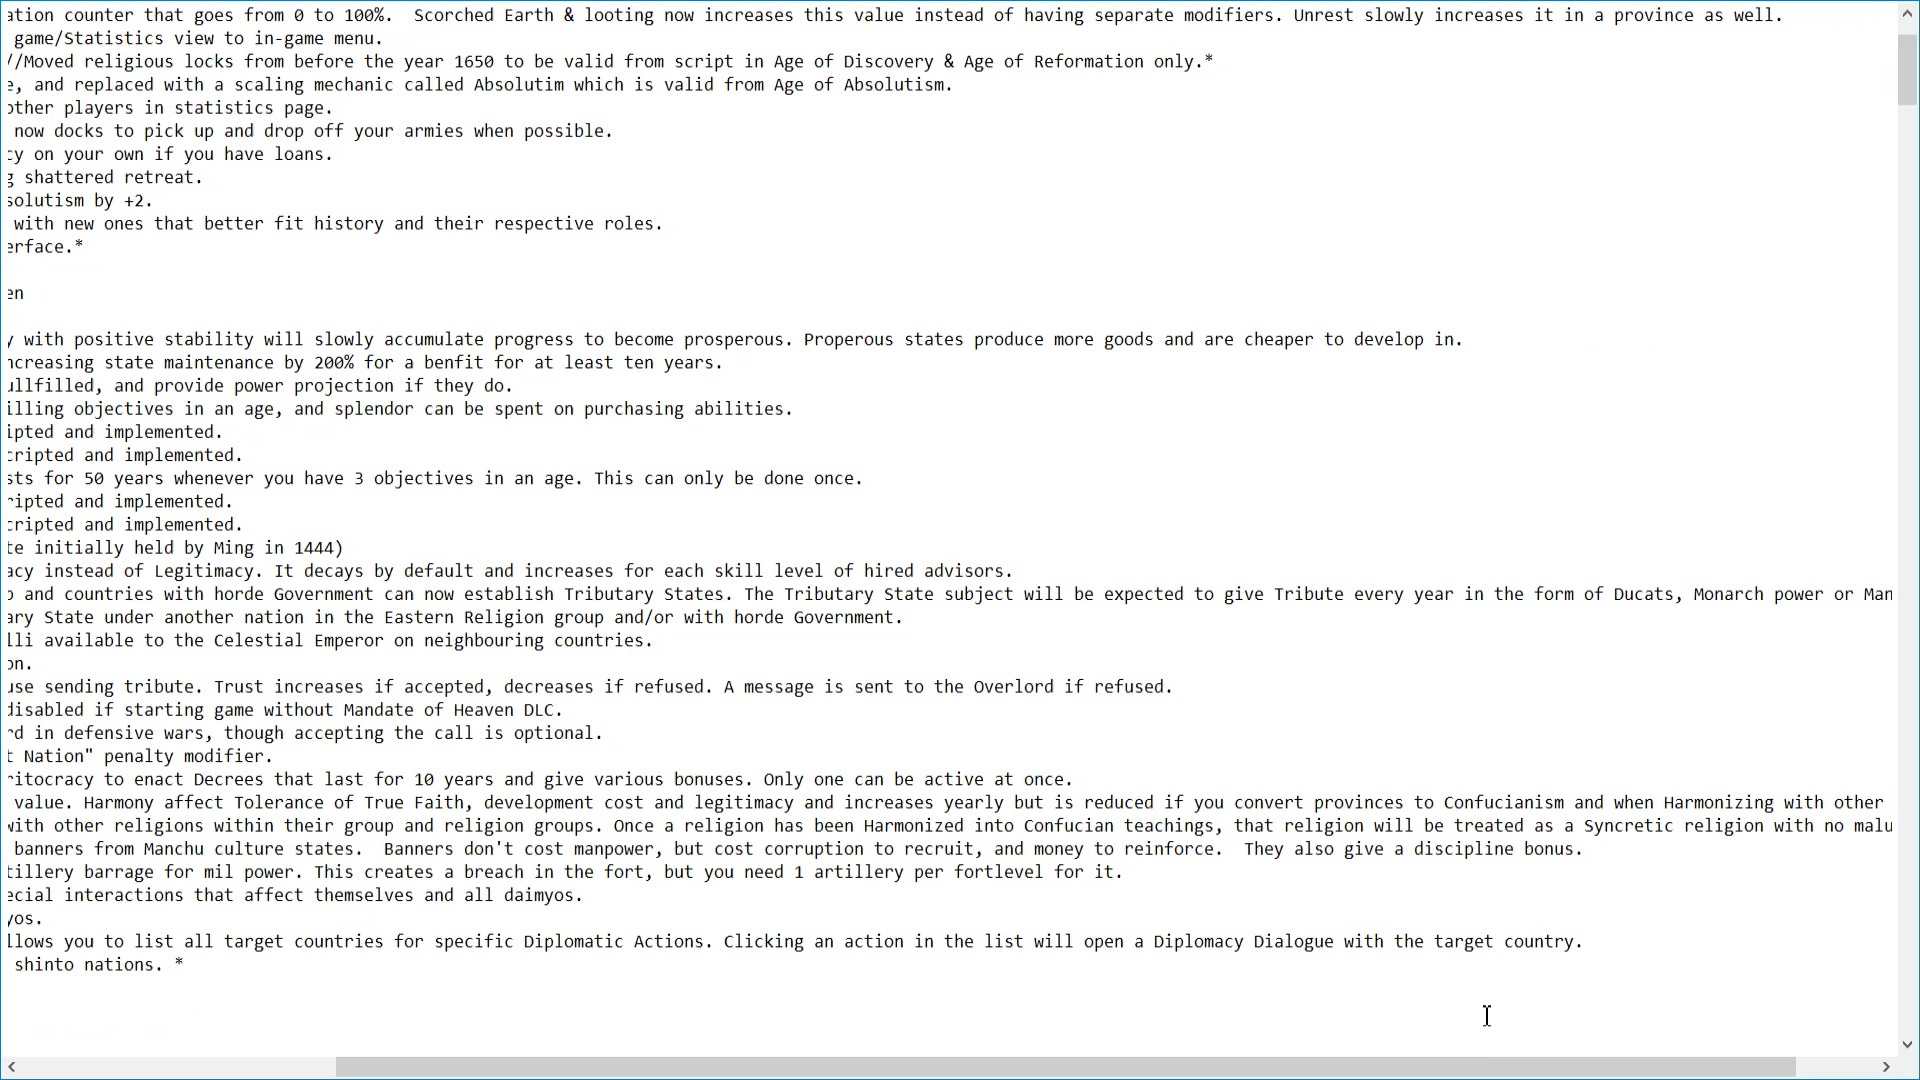 ation counter that goes from 0 to 100%.  Scorched Earth & looting now increases this value instead of having separate modifiers. Unrest slowly increases it in a province as well.
game/Statistics view to in-game menu.
//Moved religious locks from before the year 1650 to be valid from script in Age of Discovery & Age of Reformation only.*
e, and replaced with a scaling mechanic called Absolutim which is valid from Age of Absolutism.
other players in statistics page.
now docks to pick up and drop off your armies when possible.
cy on your own if you have loans.
g shattered retreat.
solutism by +2.
with new ones that better fit history and their respective roles.
erface.*
en
y with positive stability will slowly accumulate progress to become prosperous. Properous states produce more goods and are cheaper to develop in.
ncreasing state maintenance by 200% for a benfit for at least ten years.
ullfilled, and provide power projection if they do.
illing objectives in an age, and splendor can be spent on purchasing abilities.
ipted and implemented.
cripted and implemented.
sts for 50 years whenever you have 3 objectives in an age. This can only be done once.
ripted and implemented.
cripted and implemented.
te initially held by Ming in 1444)
acy instead of Legitimacy. It decays by default and increases for each skill level of hired advisors.
o and countries with horde Government can now establish Tributary States. The Tributary State subject will be expected to give Tribute every year in the form of Ducats, Monarch power or Man
ary State under another nation in the Eastern Religion group and/or with horde Government.
lli available to the Celestial Emperor on neighbouring countries.
on.
use sending tribute. Trust increases if accepted, decreases if refused. A message is sent to the Overlord if refused.
disabled if starting game without Mandate of Heaven DLC.
rd in defensive wars, though accepting the call is optional.
t Nation" penalty modifier.
ritocracy to enact Decrees that last for 10 years and give various bonuses. Only one can be active at once.
value. Harmony affect Tolerance of True Faith, development cost and legitimacy and increases yearly but is reduced if you convert provinces to Confucianism and when Harmonizing with other
with other religions within their group and religion groups. Once a religion has been Harmonized into Confucian teachings, that religion will be treated as a Syncretic religion with no malu
banners from Manchu culture states.  Banners don't cost manpower, but cost corruption to recruit, and money to reinforce.  They also give a discipline bonus.
tillery barrage for mil power. This creates a breach in the fort, but you need 1 artillery per fortlevel for it.
ecial interactions that affect themselves and all daimyos.
yos.
llows you to list all target countries for specific Diplomatic Actions. Clicking an action in the list will open a Diplomacy Dialogue with the target country.
shinto nations. *